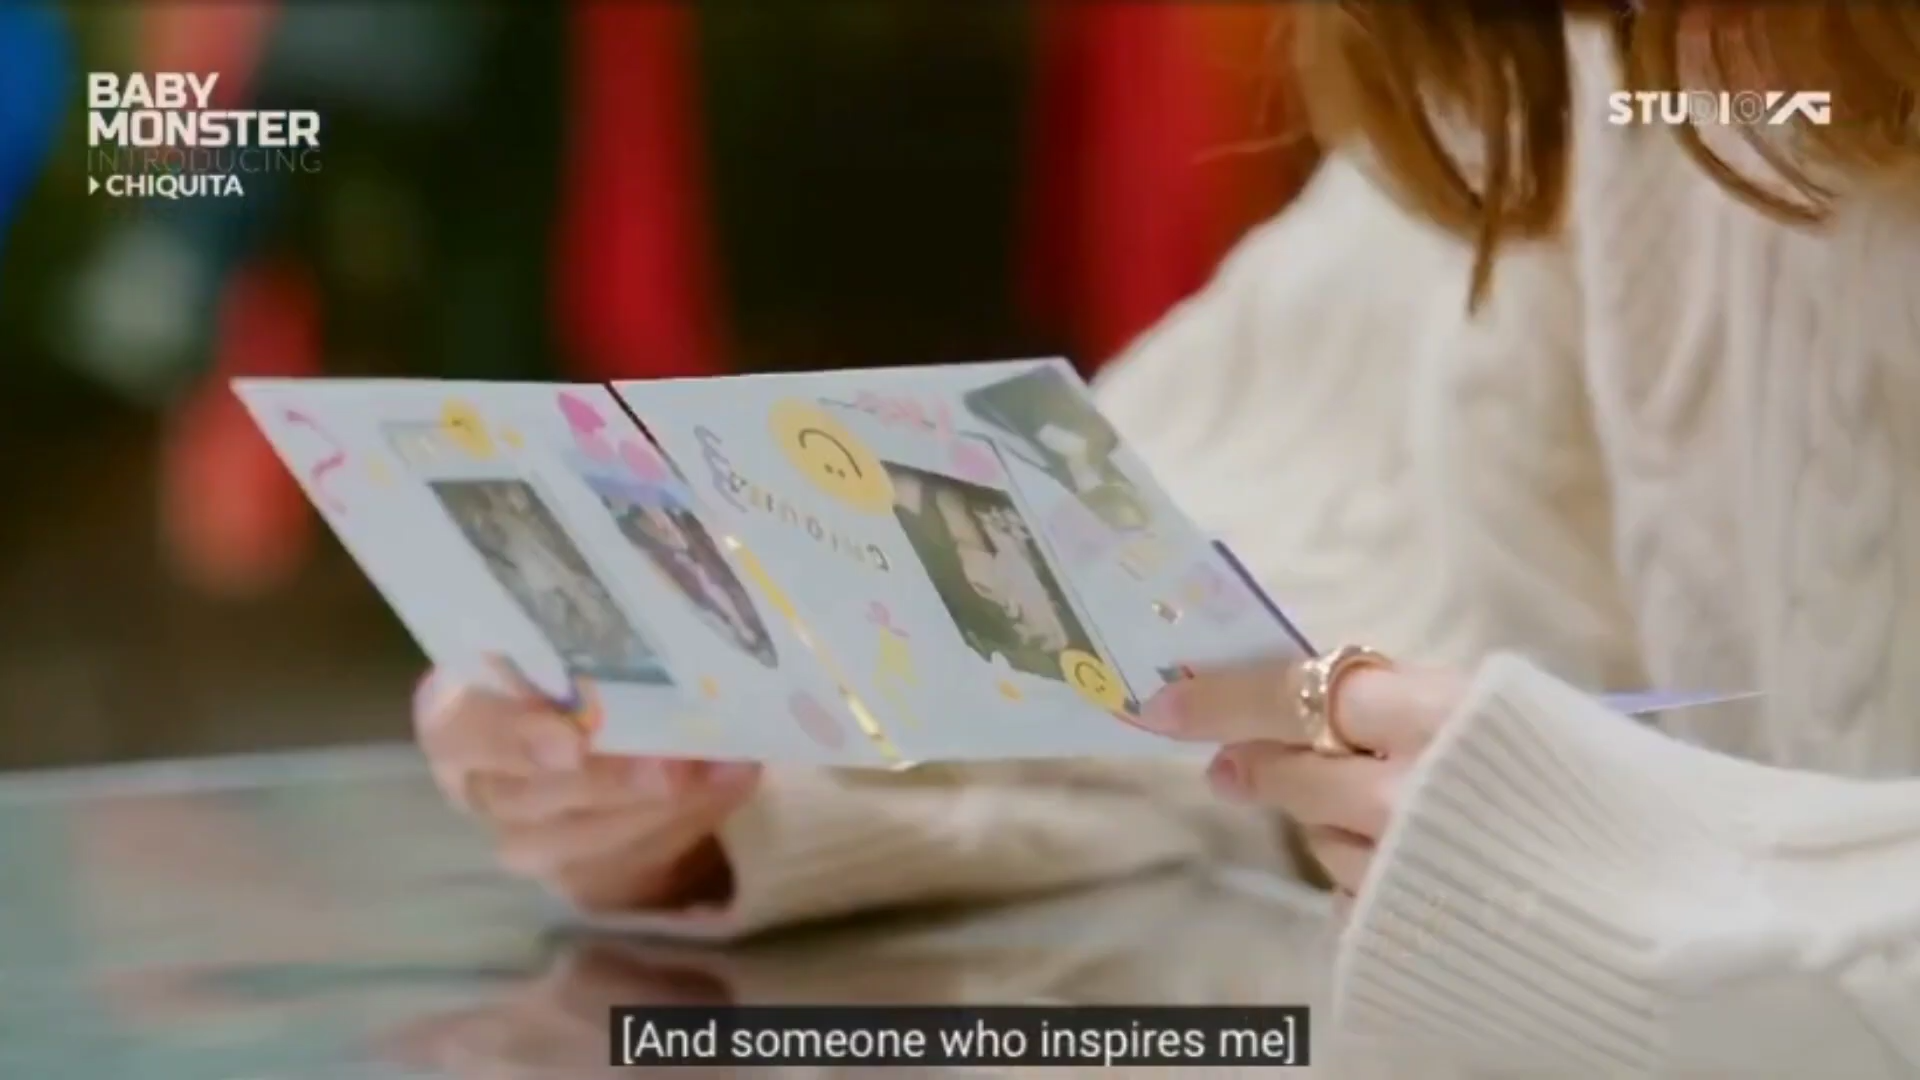 BABY
MONSTER
INTRODUCING
CHIQUITA
STUDIO YG
[And someone who inspires me]